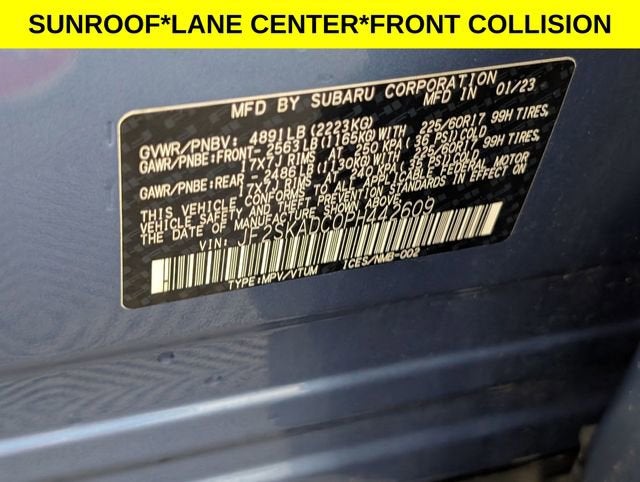 SUNROOF*LANE CENTER*FRONT COLLISION
MFD BY SUBARU CORPORATION MFD IN 01/23
GVWR/PNBV: 4891LB(2223KG)
GAWR/PNBE:FRONT- 2563LB(1165KG)WITH 225/60R17 99H TIRES,
17x7J RIMS AT 250 KPA( 36 PSI)COLD
GAWR/PNBE:REAR - 2486LB(1130KG)WITH 225/60R17 99H TIRES,
17x7J RIMS AT 240 KPA( PSI)COLD
THIS VEHICLE CONFORMS TO ALL APPLICABLE FEDERAL MOTOR
VEHICLE SAFETY AND THEFT PREVENTION STANDARDS IN EFFECT ON
THE DATE OF MANUFACTURE SHOWN ABOVE.
VIN: JF2SKADC0PH442609
TYPE:MPV/VTUM ICES/NMB-002